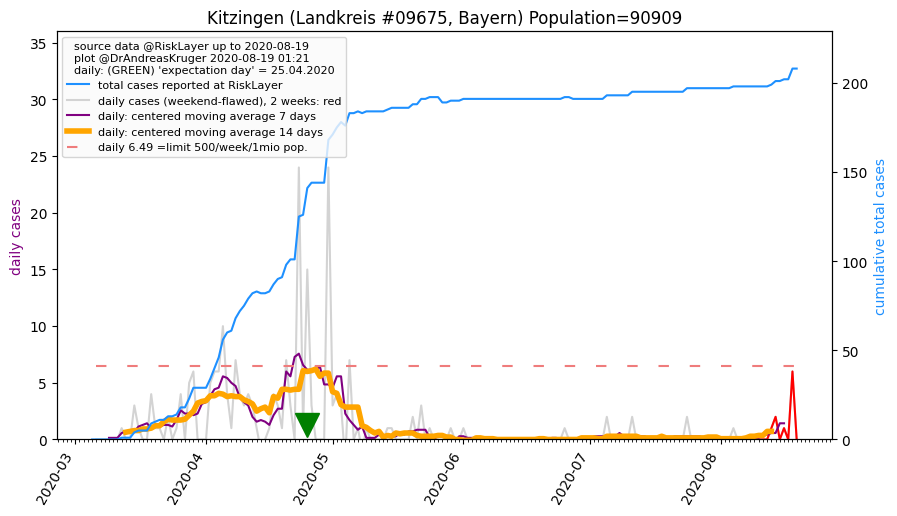 Kitzingen (Landkreis #09675, Bayern) Population=90909
source data @RiskLayer up to 2020-08-19
plot @DrAndreasKruger 2020-08-19 01:21
daily: (GREEN) 'expectation day' = 25.04.2020
total cases reported at RiskLayer
daily cases (weekend-flawed), 2 weeks: red
daily: centered moving average 7 days
daily: centered moving average 14 days
daily 6.49 =limit 500/week/1mio pop.
daily cases
35
30
25
20
15
10
5
0
cumulative total cases
200
150
100
50
0
2020-03
2020-04
2020-05
2020-06
2020-07
2020-08